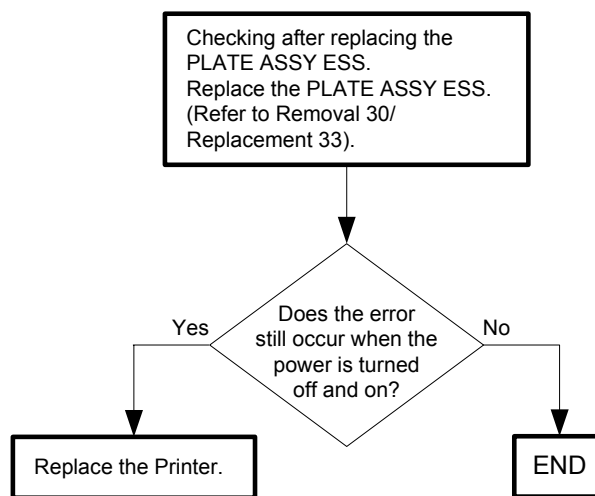 Checking after replacing the
PLATE ASSY ESS.
Replace the PLATE ASSY ESS.
(Refer to Removal 30/
Replacement 33).
Does the error
still occur when the
power is turned
off and on?
Yes
No
Replace the Printer.
END